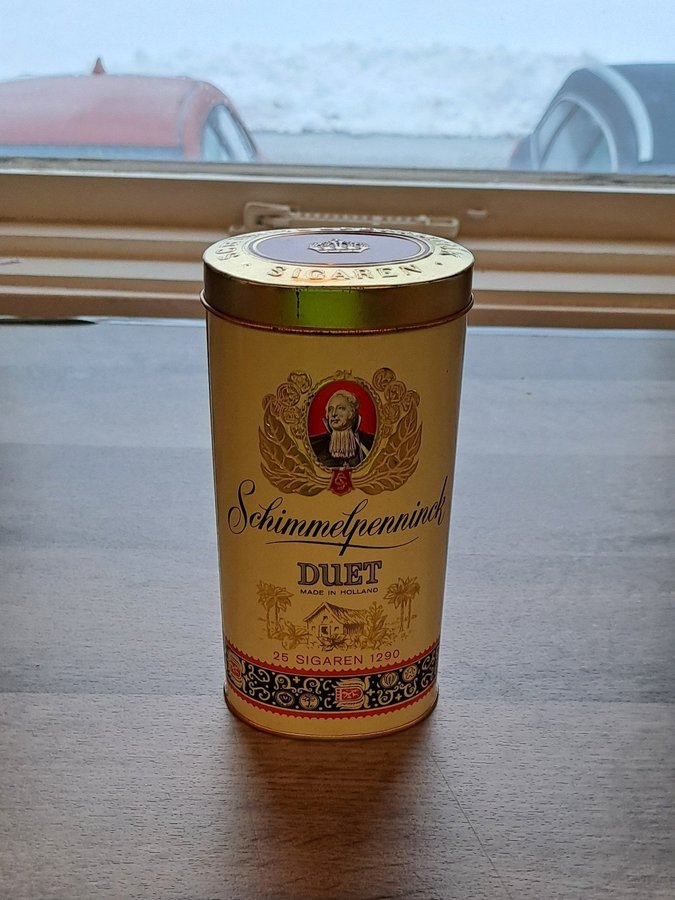 SIGAREN
Schimmelpenninck
DUET
MADE IN HOLLAND
25 SIGAREN 1290